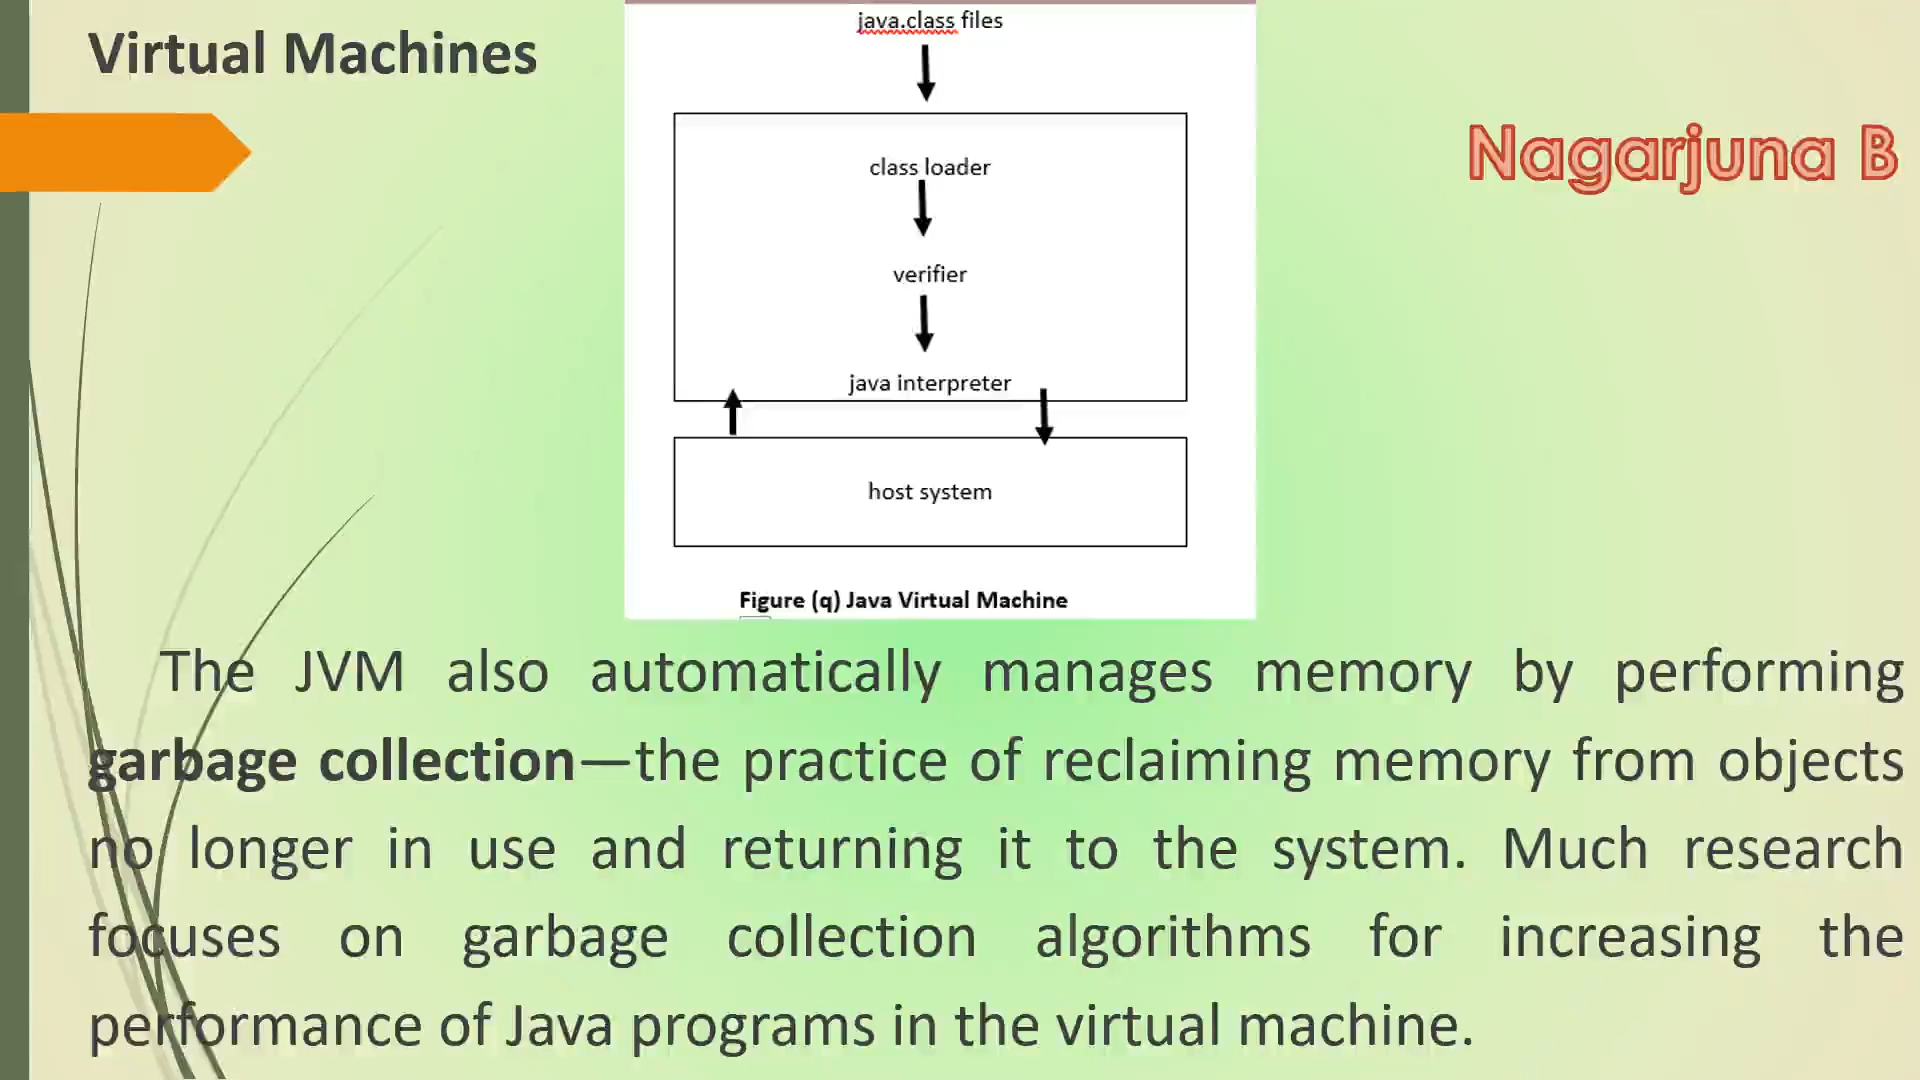 Virtual Machines
java.class files
Nagarjuna B
class loader
verifier
java interpreter
host system
Figure (q) Java Virtual Machine
The JVM also automatically manages memory by performing
garbage collection—the practice of reclaiming memory from objects
no longer in use and returning it to the system. Much research
focuses on garbage collection algorithms for increasing the
performance of Java programs in the virtual machine.